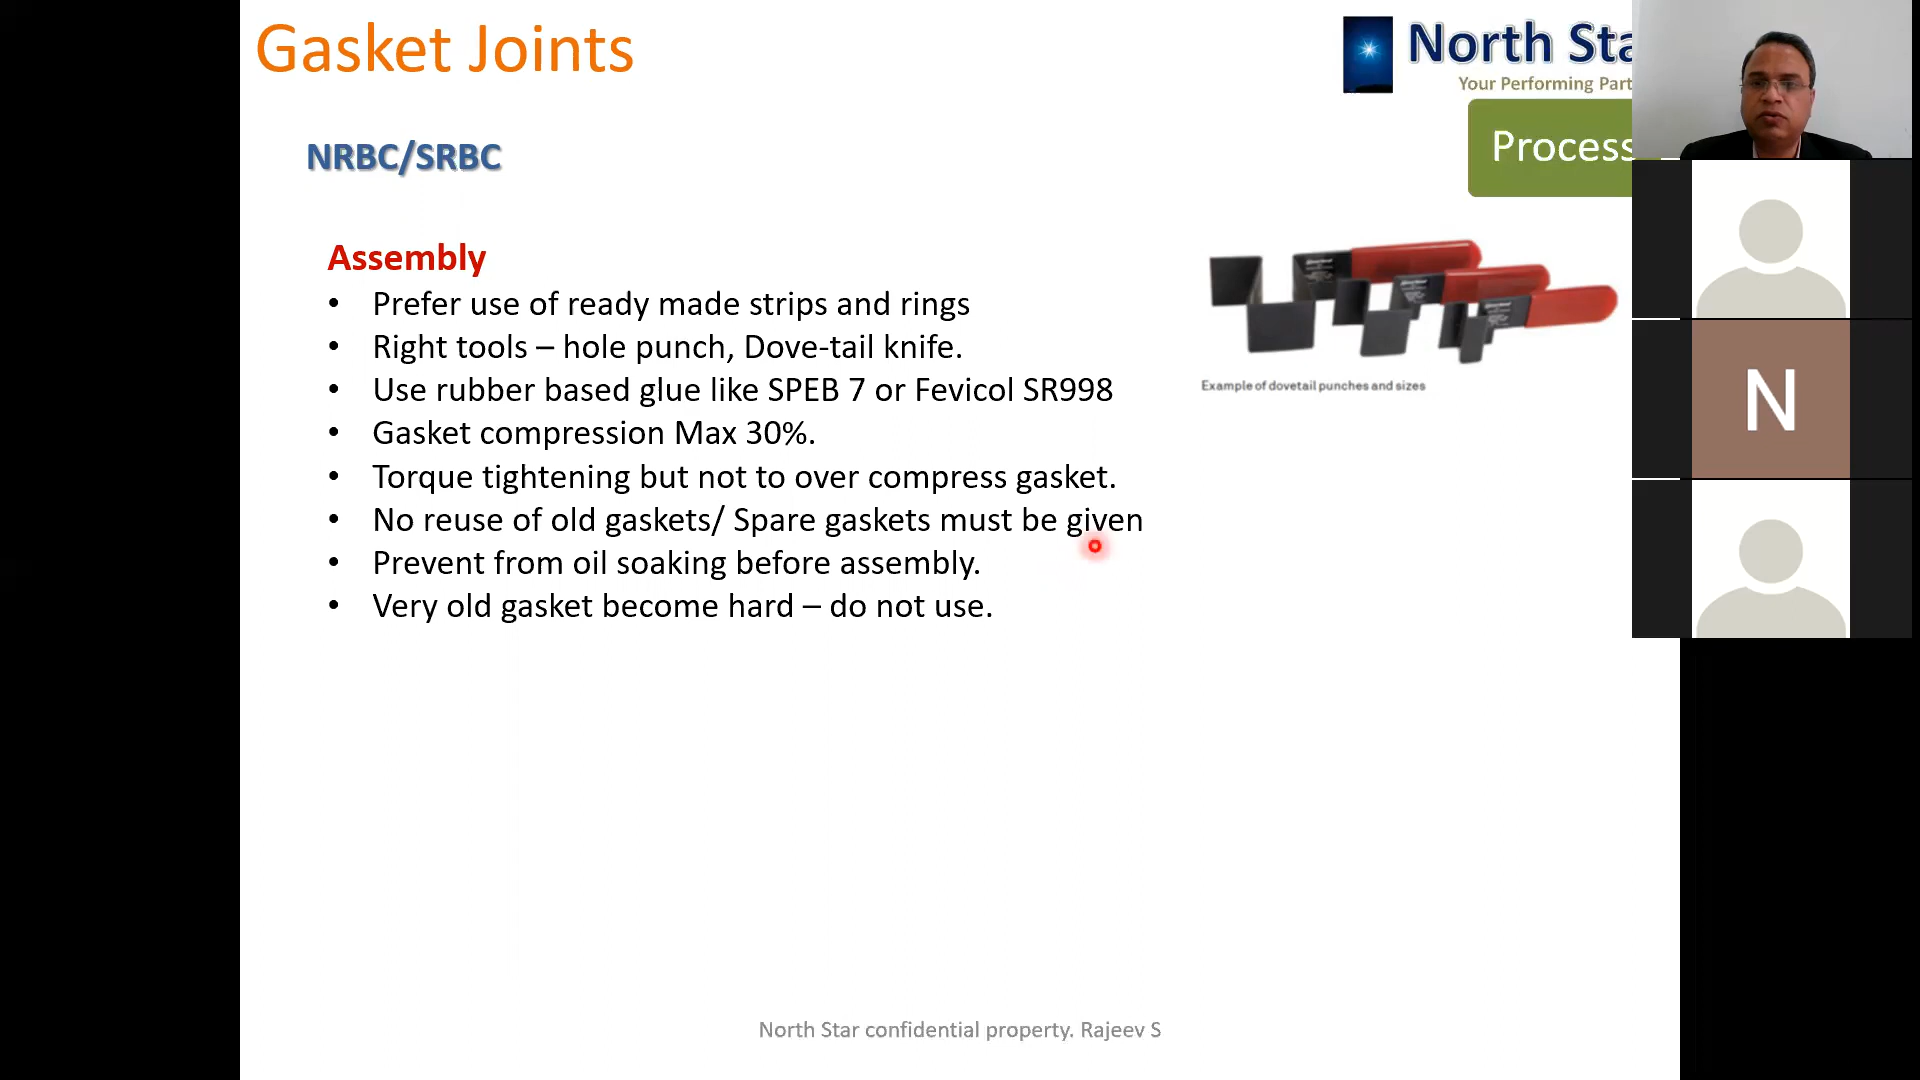 Gasket Joints
North Sta
Your Performing Part
Process
NRBC/SRBC
Assembly
• Prefer use of ready made strips and rings
• Right tools – hole punch, Dove-tail knife.
• Use rubber based glue like SPEB 7 or Fevicol SR998
• Gasket compression Max 30%.
• Torque tightening but not to over compress gasket.
• No reuse of old gaskets/ Spare gaskets must be given
• Prevent from oil soaking before assembly.
• Very old gasket become hard – do not use.
Example of dovetail punches and sizes
N
North Star confidential property. Rajeev S